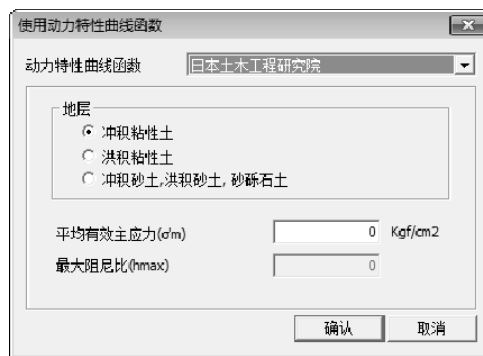 使用动力特性曲线函数
动力特性曲线函数 日本土木工程研究院
地层
冲积粘性土
洪积粘性土
冲积砂土,洪积砂土, 砂砾石土
平均有效主应力(σ'm) 0 Kgf/cm2
最大阻尼比(hmax) 0
确认 取消